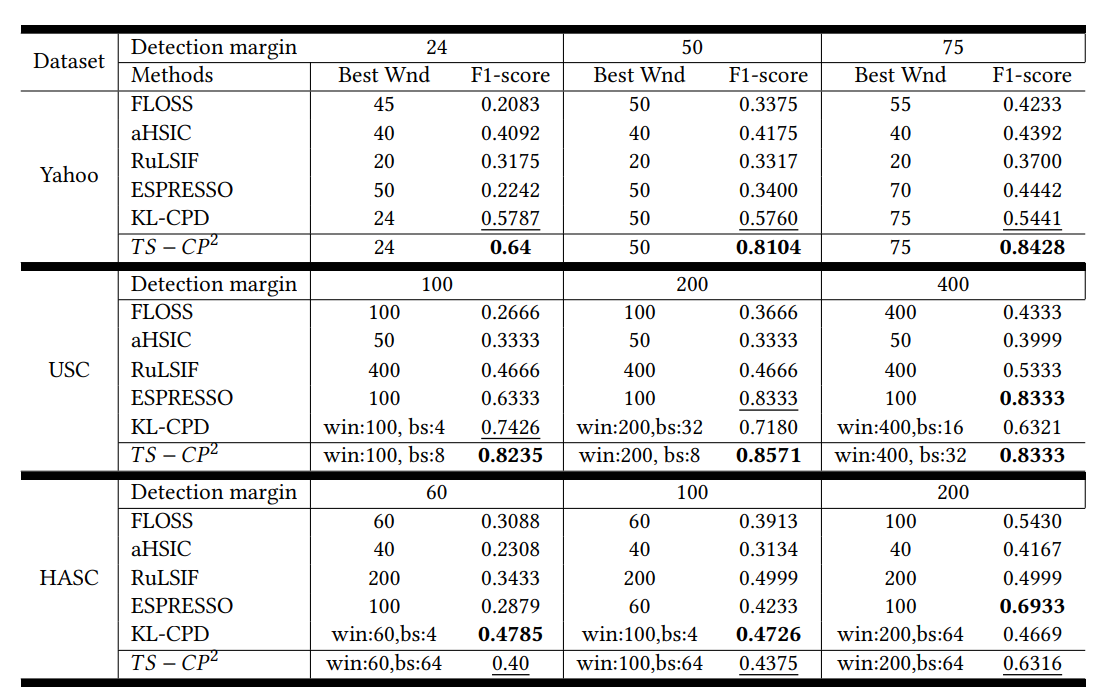 Dataset Detection margin 24 50 75
Methods Best Wnd F1-score Best Wnd F1-score Best Wnd F1-score
Yahoo
FLOSS 45 0.2083 50 0.3375 55 0.4233
aHSIC 40 0.4092 40 0.4175 40 0.4392
RuLSIF 20 0.3175 20 0.3317 20 0.3700
ESPRESSO 50 0.2242 50 0.3400 70 0.4442
KL-CPD 24 0.5787 50 0.5760 75 0.5441
TS − CP² 24 0.64 50 0.8104 75 0.8428
USC
Detection margin 100 200 400
FLOSS 100 0.2666 100 0.3666 400 0.4333
aHSIC 50 0.3333 50 0.3333 50 0.3999
RuLSIF 400 0.4666 400 0.4666 400 0.5333
ESPRESSO 100 0.6333 100 0.8333 100 0.8333
KL-CPD win:100, bs:4 0.7426 win:200,bs:32 0.7180 win:400,bs:16 0.6321
TS − CP² win:100, bs:8 0.8235 win:200, bs:8 0.8571 win:400, bs:32 0.8333
HASC
Detection margin 60 100 200
FLOSS 60 0.3088 60 0.3913 100 0.5430
aHSIC 40 0.2308 40 0.3134 40 0.4167
RuLSIF 200 0.3433 200 0.4999 200 0.4999
ESPRESSO 100 0.2879 60 0.4233 100 0.6933
KL-CPD win:60,bs:4 0.4785 win:100,bs:4 0.4726 win:200,bs:64 0.4669
TS − CP² win:60,bs:64 0.40 win:100,bs:64 0.4375 win:200,bs:64 0.6316